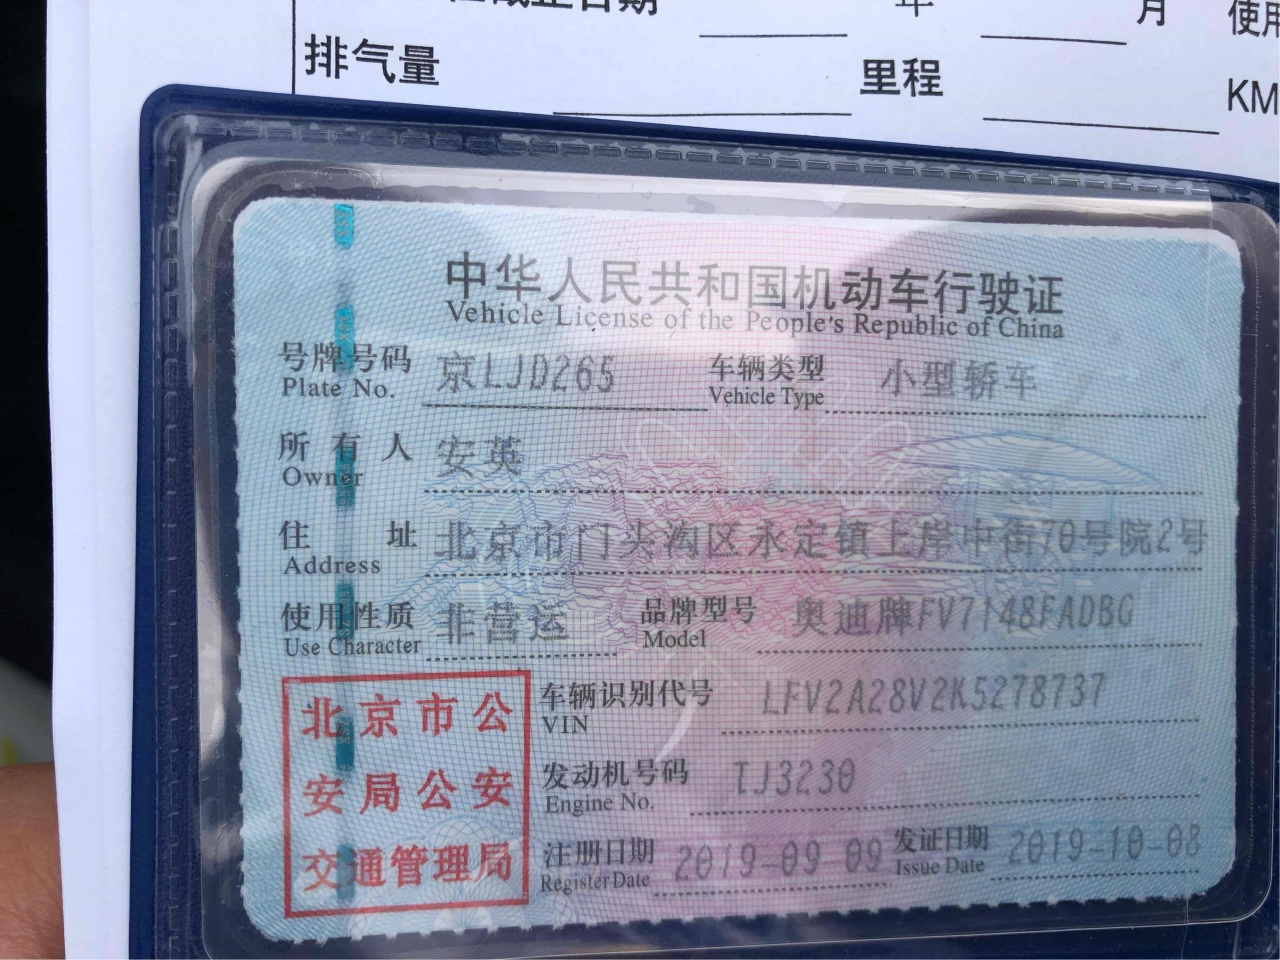 截止日期 年 月 使用
排气量 里程 KM
中华人民共和国机动车行驶证
Vehicle License of the People's Republic of China
号牌号码 京LJD265 车辆类型 小型轿车
Plate No. Vehicle Type
所有人 安英
Owner
住址 北京市门头沟区永定镇上岸中街70号院2号
Address
使用性质 非营运 品牌型号 奥迪牌FV7148FADBG
Use Character Model
北京市公
安局公安
交通管理局
车辆识别代号 LFV2A28V2K5278737
VIN
发动机号码 TJ3230
Engine No.
注册日期 2019-09-09 发证日期 2019-10-08
Register Date Issue Date